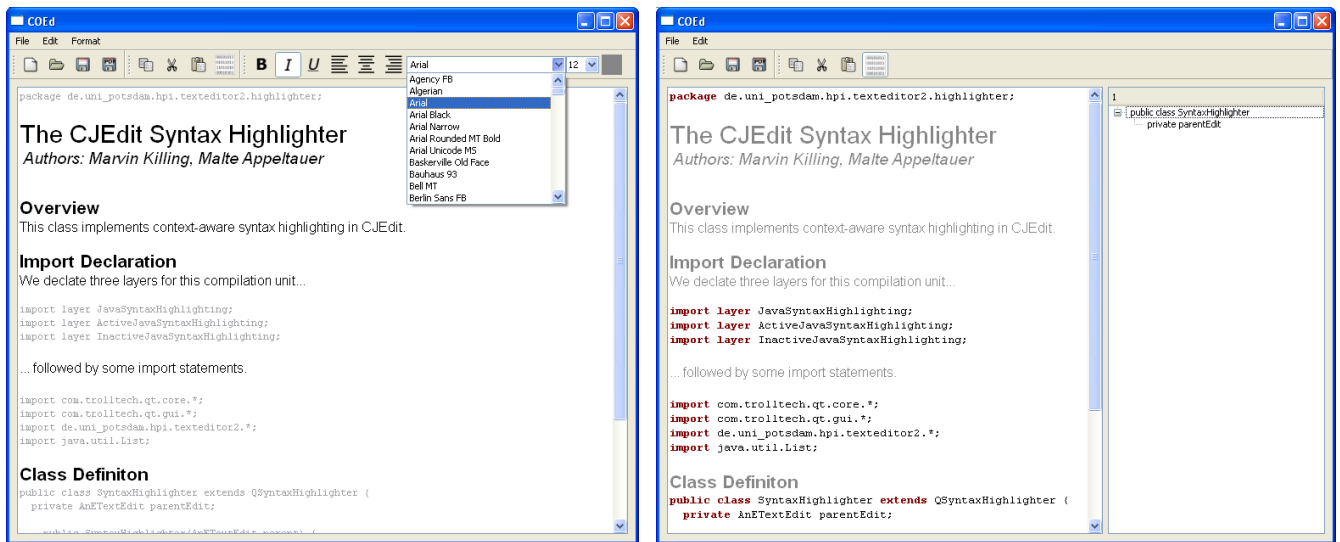 COEd
File Edit Format
B I U Arial 12
Agency FB
Algerian
Arial
Arial Black
Arial Narrow
Arial Rounded MT Bold
Arial Unicode MS
Baskerville Old Face
Bauhaus 93
Bell MT
Berlin Sans FB
package de.uni_potsdam.hpi.texteditor2.highlighter;
The CJEdit Syntax Highlighter
Authors: Marvin Killing, Malte Appeltauer
Overview
This class implements context-aware syntax highlighting in CJEdit.
Import Declaration
We declate three layers for this compilation unit...
import layer JavaSyntaxHighlighting;
import layer ActiveJavaSyntaxHighlighting;
import layer InactiveJavaSyntaxHighlighting;
... followed by some import statements.
import com.trolltech.qt.core.*;
import com.trolltech.qt.gui.*;
import de.uni_potsdam.hpi.texteditor2.*;
import java.util.List;
Class Definiton
public class SyntaxHighlighter extends QSyntaxHighlighter {
private AnETextEdit parentEdit;
public SyntaxHighlighter(AnETextEdit parent) {
COEd
File Edit
package de.uni_potsdam.hpi.texteditor2.highlighter;
The CJEdit Syntax Highlighter
Authors: Marvin Killing, Malte Appeltauer
Overview
This class implements context-aware syntax highlighting in CJEdit.
Import Declaration
We declate three layers for this compilation unit...
import layer JavaSyntaxHighlighting;
import layer ActiveJavaSyntaxHighlighting;
import layer InactiveJavaSyntaxHighlighting;
... followed by some import statements.
import com.trolltech.qt.core.*;
import com.trolltech.qt.gui.*;
import de.uni_potsdam.hpi.texteditor2.*;
import java.util.List;
Class Definiton
public class SyntaxHighlighter extends QSyntaxHighlighter {
private AnETextEdit parentEdit;
1
public class SyntaxHighlighter
private parentEdit